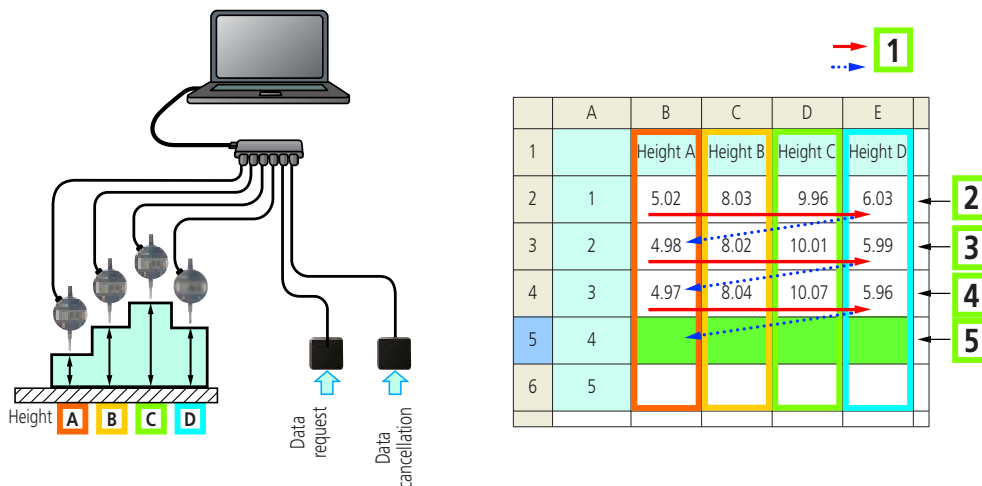 Height
A
B
C
D
Data
request
Data
cancellation
1
A B C D E
1 Height A Height B Height C Height D
2 1 5.02 8.03 9.96 6.03
3 2 4.98 8.02 10.01 5.99
4 3 4.97 8.04 10.07 5.96
5 4
6 5
2
3
4
5